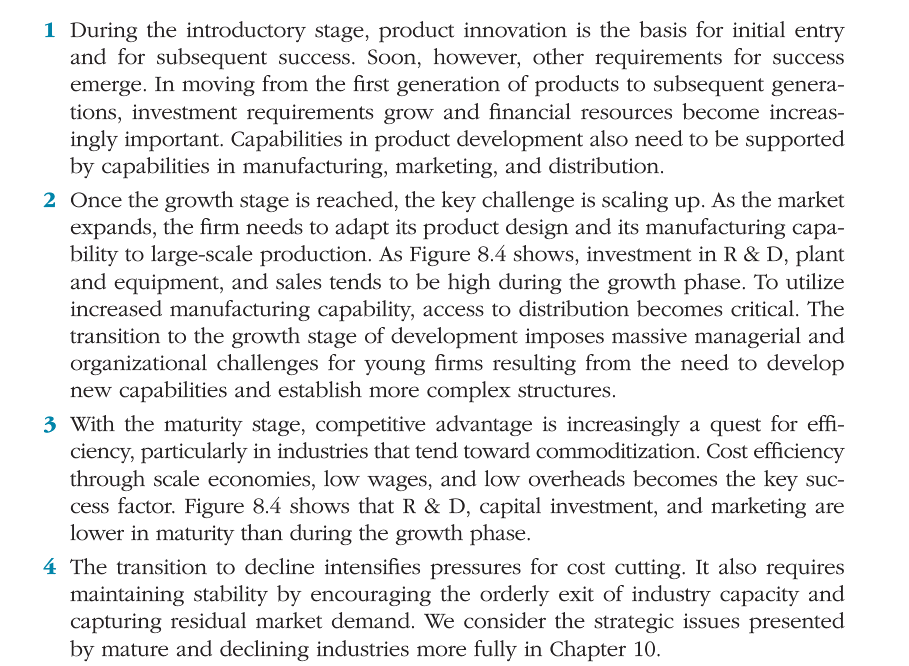 1 During the introductory stage, product innovation is the basis for initial entry
and for subsequent success. Soon, however, other requirements for success
emerge. In moving from the first generation of products to subsequent genera-
tions, investment requirements grow and financial resources become increas-
ingly important. Capabilities in product development also need to be supported
by capabilities in manufacturing, marketing, and distribution.
2 Once the growth stage is reached, the key challenge is scaling up. As the market
expands, the firm needs to adapt its product design and its manufacturing capa-
bility to large-scale production. As Figure 8.4 shows, investment in R & D, plant
and equipment, and sales tends to be high during the growth phase. To utilize
increased manufacturing capability, access to distribution becomes critical. The
transition to the growth stage of development imposes massive managerial and
organizational challenges for young firms resulting from the need to develop
new capabilities and establish more complex structures.
3 With the maturity stage, competitive advantage is increasingly a quest for effi-
ciency, particularly in industries that tend toward commoditization. Cost efficiency
through scale economies, low wages, and low overheads becomes the key suc-
cess factor. Figure 8.4 shows that R & D, capital investment, and marketing are
lower in maturity than during the growth phase.
4 The transition to decline intensifies pressures for cost cutting. It also requires
maintaining stability by encouraging the orderly exit of industry capacity and
capturing residual market demand. We consider the strategic issues presented
by mature and declining industries more fully in Chapter 10.